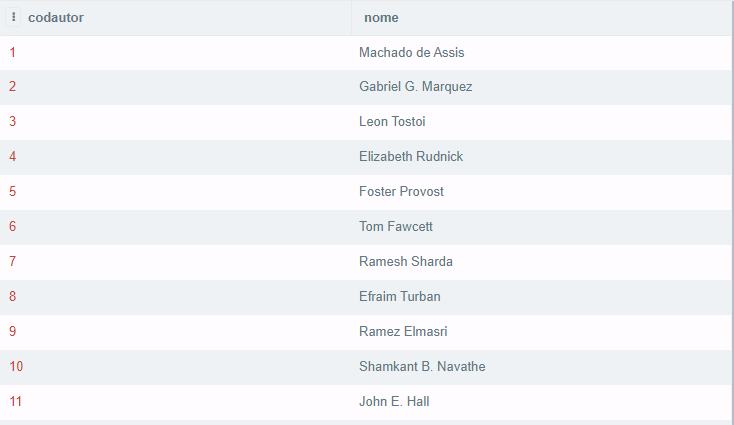 codautor nome
1 Machado de Assis
2 Gabriel G. Marquez
3 Leon Tostoi
4 Elizabeth Rudnick
5 Foster Provost
6 Tom Fawcett
7 Ramesh Sharda
8 Efraim Turban
9 Ramez Elmasri
10 Shamkant B. Navathe
11 John E. Hall